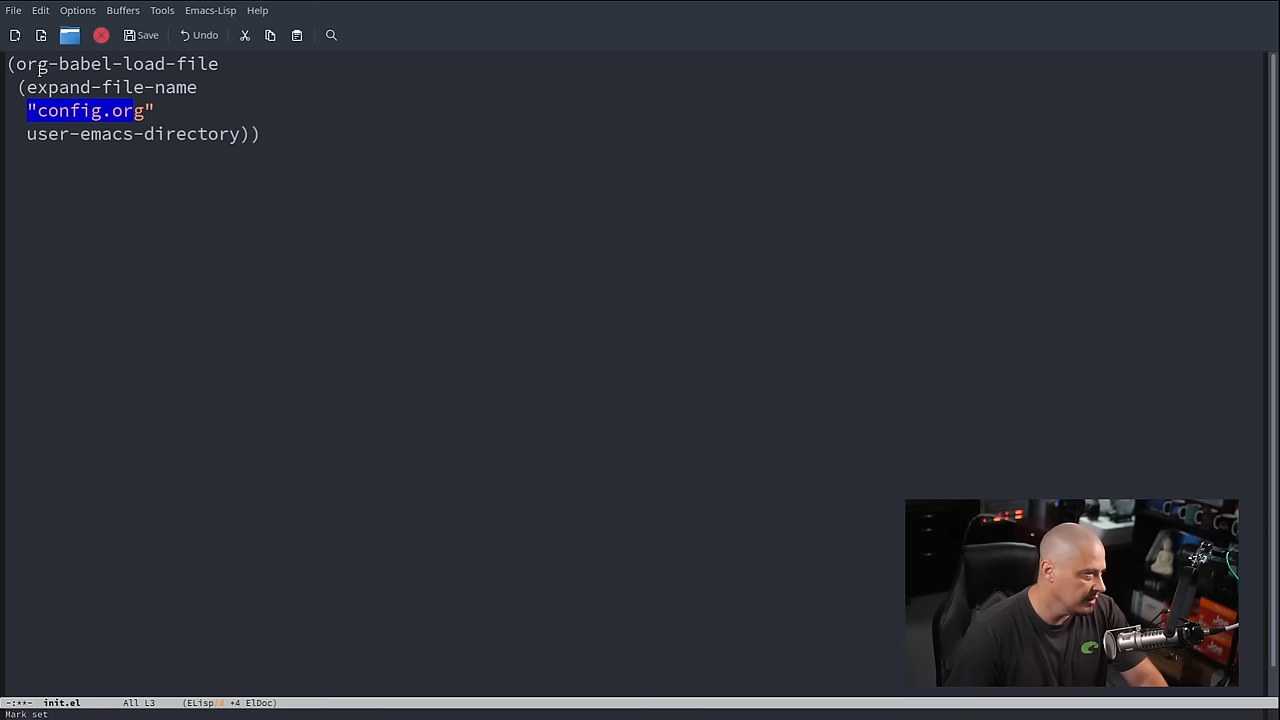 File Edit Options Buffers Tools Emacs-Lisp Help
Save Undo
(org-babel-load-file
(expand-file-name
"config.org"
user-emacs-directory))
-:**- init.el All L3 (ELisp/d +4 ElDoc)
Mark set